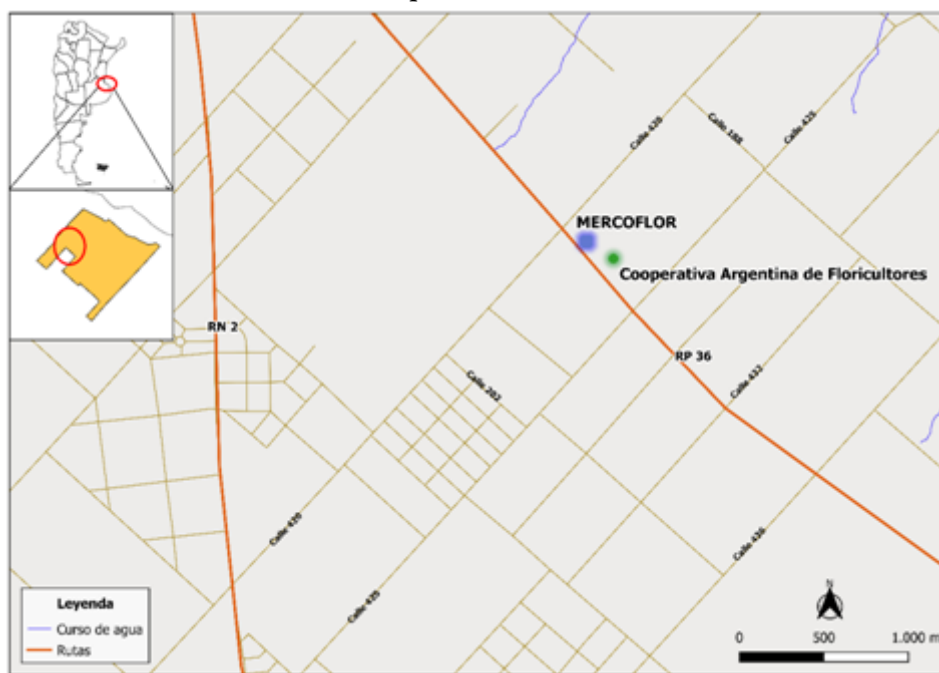 Calle 420
Calle 425
Calle 188
MERCOFLOR
Cooperativa Argentina de Floricultores
RN 2
RP 36
Calle 202
Calle 432
Calle 420
Calle 426
Calle 425
Leyenda
Curso de agua
Rutas
N
0 500 1.000 m